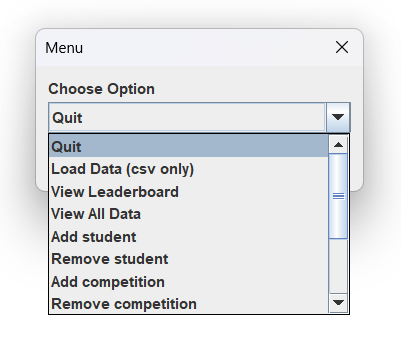 Menu
Choose Option
Quit
Quit
Load Data (csv only)
View Leaderboard
View All Data
Add student
Remove student
Add competition
Remove competition